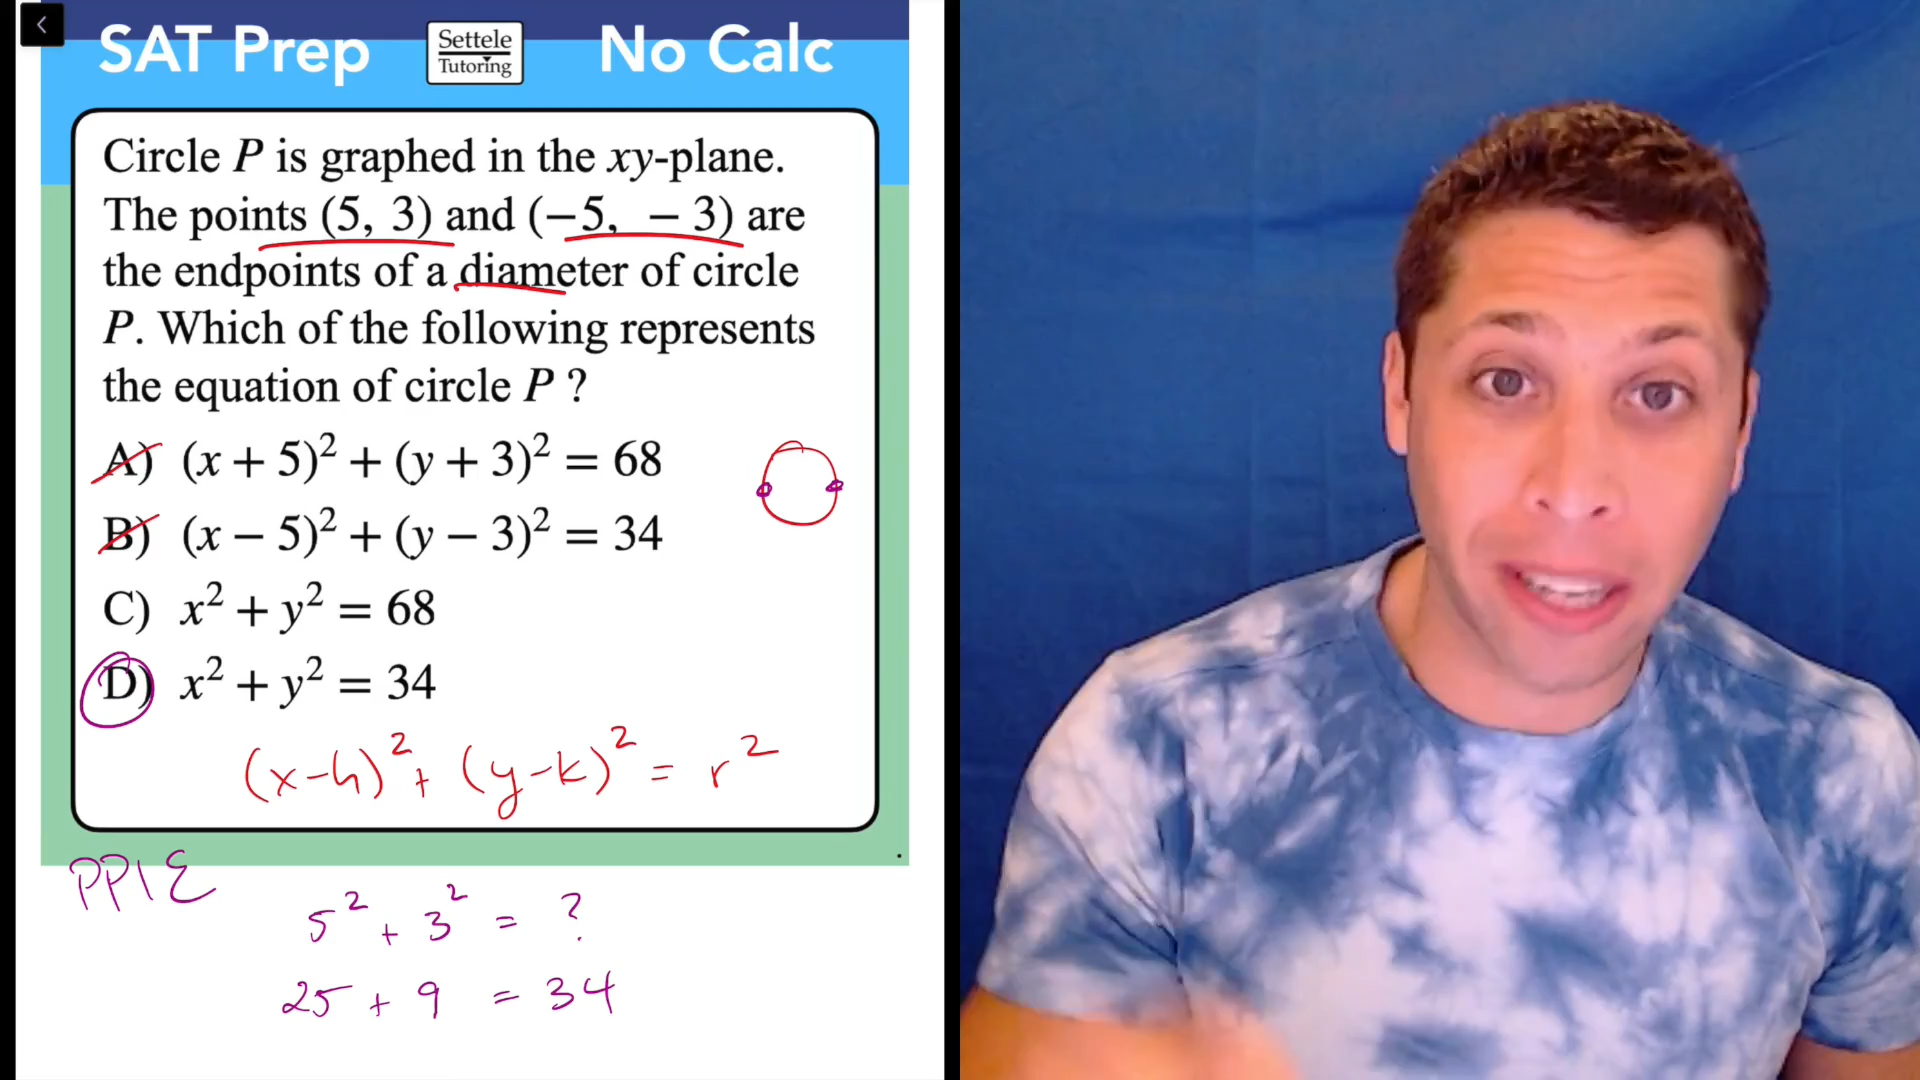 SAT Prep
Settele
Tutoring
No Calc
Circle P is graphed in the xy-plane.
The points (5, 3) and (−5, − 3) are
the endpoints of a diameter of circle
P. Which of the following represents
the equation of circle P ?
A) (x + 5)² + (y + 3)² = 68
B) (x − 5)² + (y − 3)² = 34
C) x² + y² = 68
D) x² + y² = 34
(x-h)² + (y-k)² = r²
PPIE
5² + 3² = ?
25 + 9 = 34